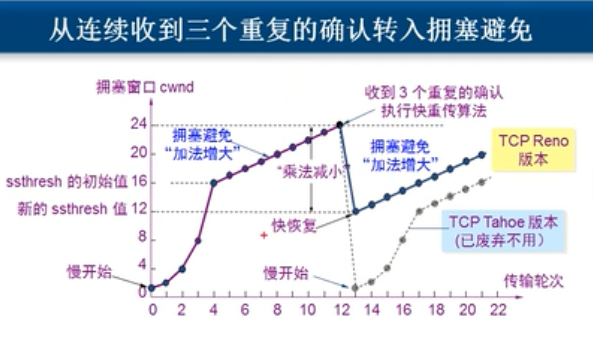 从连续收到三个重复的确认转入拥塞避免
拥塞窗口 cwnd
收到 3 个重复的确认
执行快重传算法
24
20
ssthresh 的初始值 16
新的 ssthresh 值 12
8
4
0
拥塞避免
“加法增大”
“乘法减小”
拥塞避免
“加法增大”
TCP Reno
版本
快恢复
TCP Tahoe 版本
(已废弃不用)
慢开始
慢开始
传输轮次
0 2 4 6 8 10 12 14 16 18 20 22